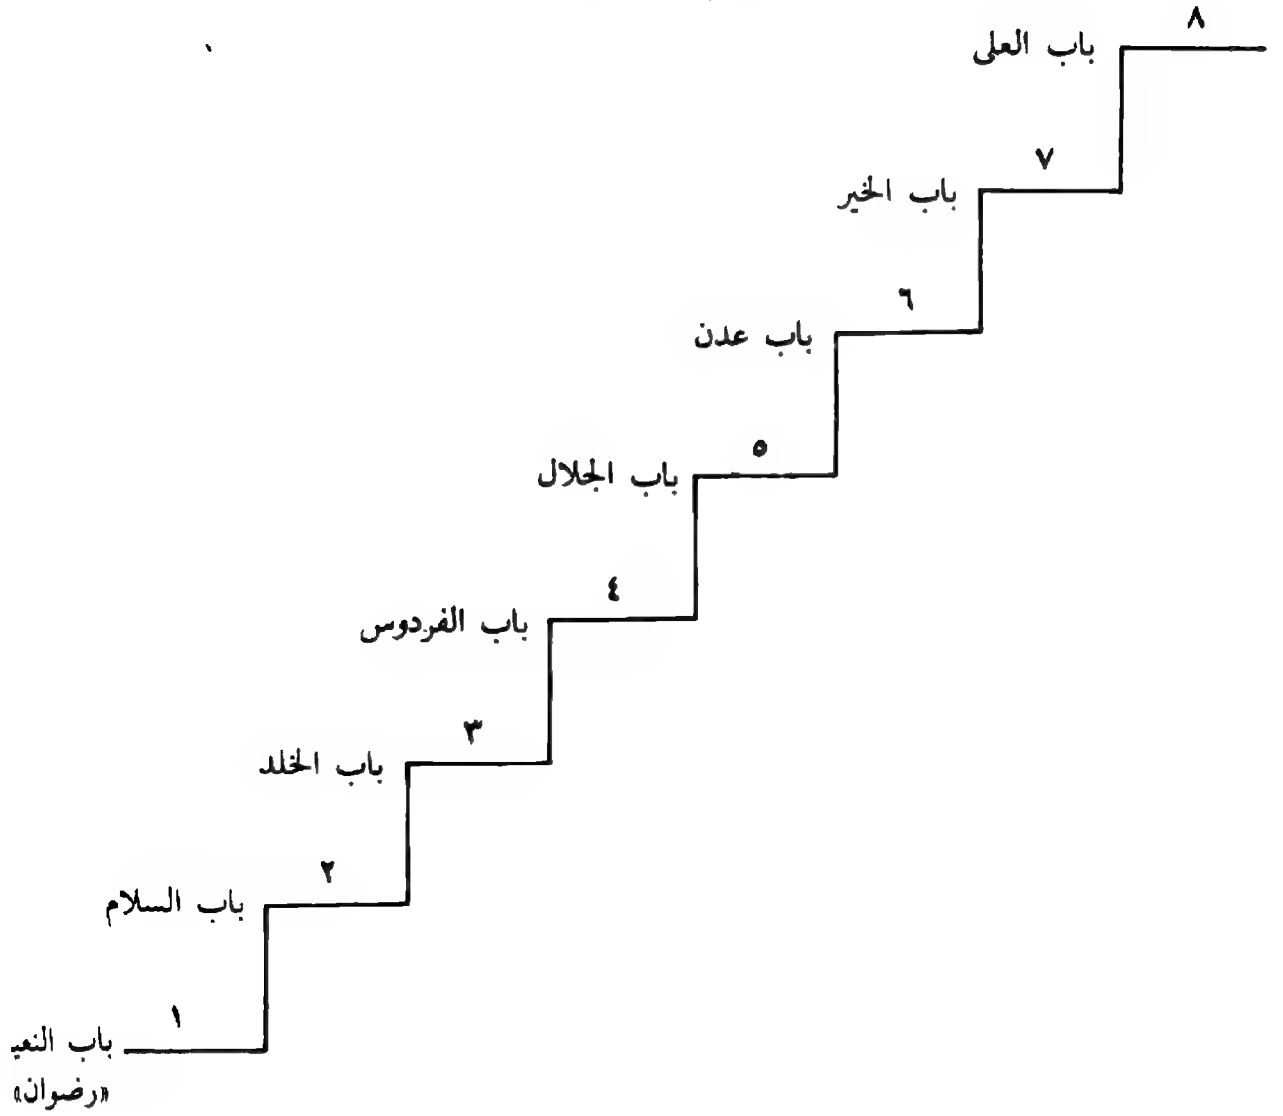 ٨
باب العلى
٧
باب الخير
٦
باب عدن
٥
باب الجلال
٤
باب الفردوس
٣
باب الخلد
٢
باب السلام
١
باب النعيـ
«رضوان»